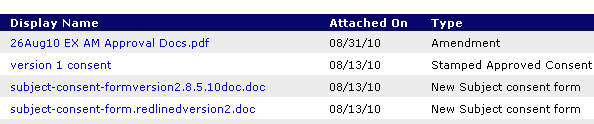 Display Name Attached On Type
26Aug10 EX AM Approval Docs.pdf 08/31/10 Amendment
version 1 consent 08/13/10 Stamped Approved Consent
subject-consent-formversion2.8.5.10doc.doc 08/13/10 New Subject consent form
subject-consent-form.redlinedversion2.doc 08/13/10 New Subject consent form